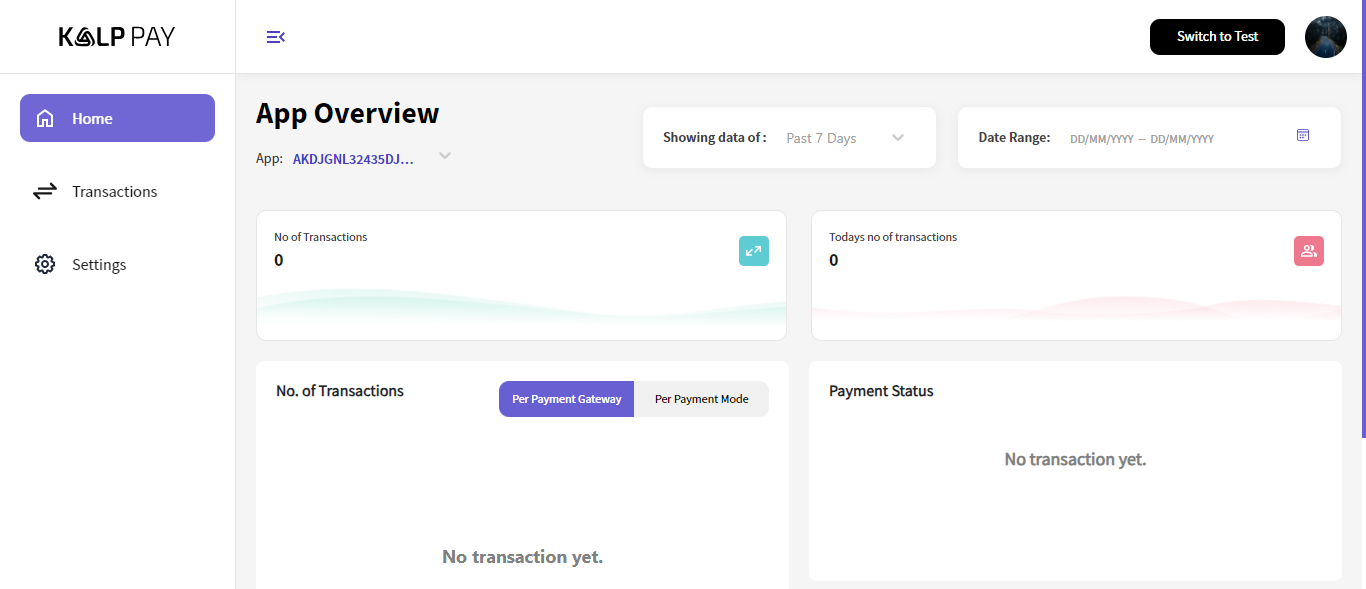 KALP PAY
Switch to Test
Home
Transactions
Settings
App Overview
App: AKDJGNL32435DJ...
Showing data of : Past 7 Days
Date Range: DD/MM/YYYY -- DD/MM/YYYY
No of Transactions
0
Todays no of transactions
0
No. of Transactions
Per Payment Gateway
Per Payment Mode
No transaction yet.
Payment Status
No transaction yet.